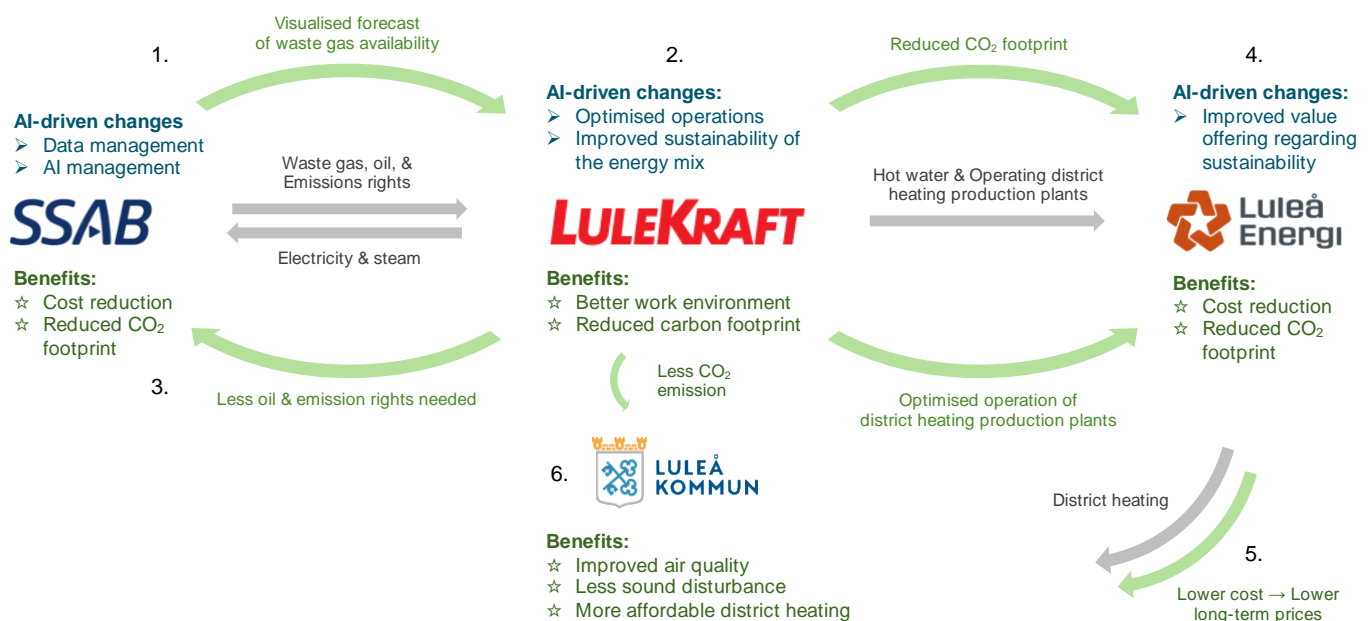 Visualised forecast
of waste gas availability
1.
AI-driven changes
➢ Data management
➢ AI management
SSAB
Benefits:
☆ Cost reduction
☆ Reduced CO₂
footprint
3.
Waste gas, oil, &
Emissions rights
Electricity & steam
Less oil & emission rights needed
2.
AI-driven changes:
➢ Optimised operations
➢ Improved sustainability of
the energy mix
LULEKRAFT
Benefits:
☆ Better work environment
☆ Reduced carbon footprint
Less CO₂
emission
6.
LULEÅ
KOMMUN
Benefits:
☆ Improved air quality
☆ Less sound disturbance
☆ More affordable district heating
Reduced CO₂ footprint
Hot water & Operating district
heating production plants
Optimised operation of
district heating production plants
4.
AI-driven changes:
➢ Improved value
offering regarding
sustainability
Luleå
Energi
Benefits:
☆ Cost reduction
☆ Reduced CO₂
footprint
District heating
5.
Lower cost → Lower
long-term prices